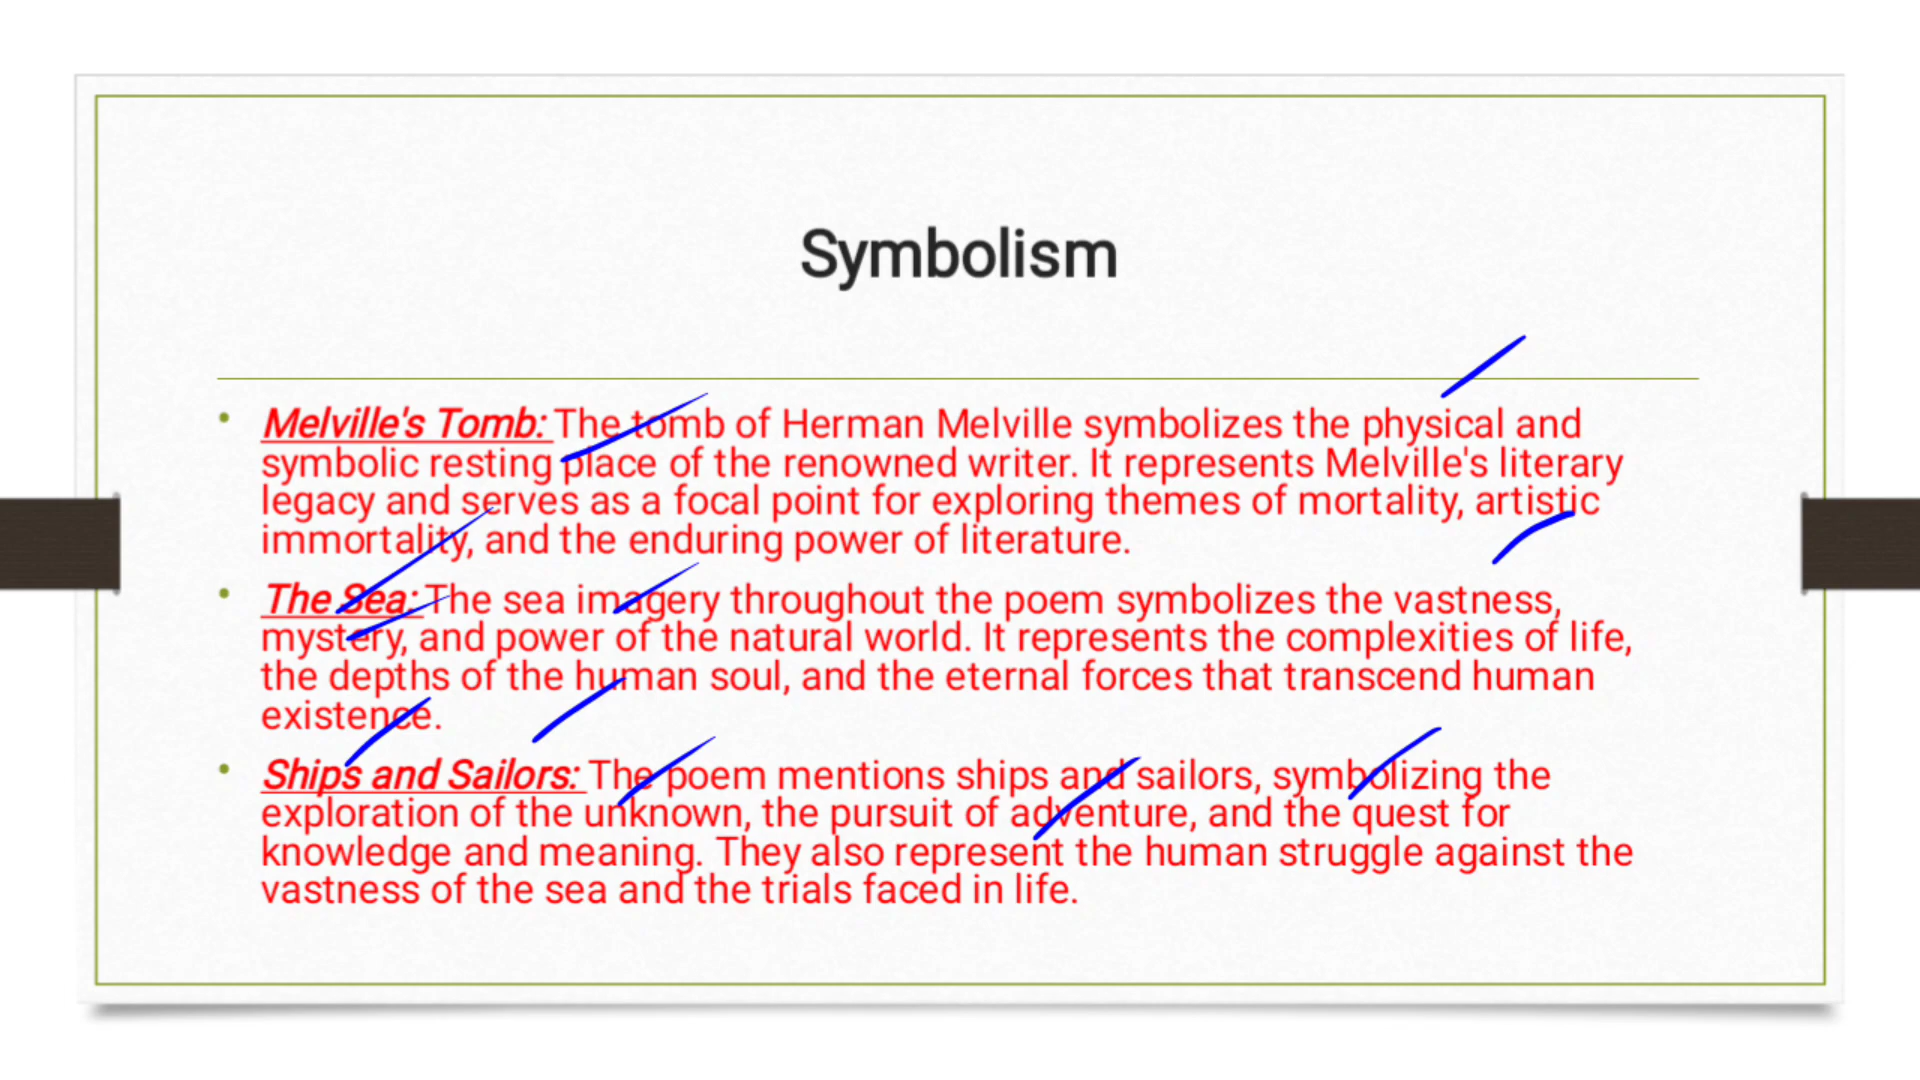 Symbolism
Melville's Tomb: The tomb of Herman Melville symbolizes the physical and
symbolic resting place of the renowned writer. It represents Melville's literary
legacy and serves as a focal point for exploring themes of mortality, artistic
immortality, and the enduring power of literature.
The Sea: The sea imagery throughout the poem symbolizes the vastness,
mystery, and power of the natural world. It represents the complexities of life,
the depths of the human soul, and the eternal forces that transcend human
existence.
Ships and Sailors: The poem mentions ships and sailors, symbolizing the
exploration of the unknown, the pursuit of adventure, and the quest for
knowledge and meaning. They also represent the human struggle against the
vastness of the sea and the trials faced in life.